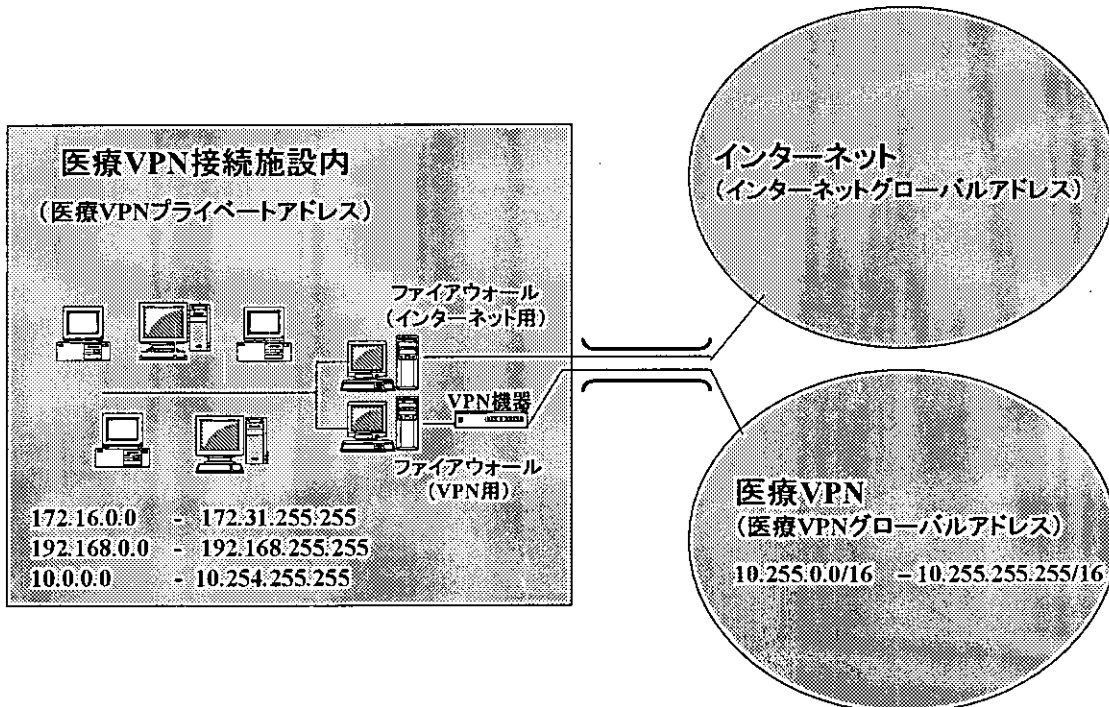 医療VPN接続施設内
（医療VPNプライベートアドレス）
ファイアウォール
（インターネット用）
VPN機器
ファイアウォール
（VPN用）
172.16.0.0 - 172.31.255.255
192.168.0.0 - 192.168.255.255
10.0.0.0 - 10.254.255.255
インターネット
（インターネットグローバルアドレス）
医療VPN
（医療VPNグローバルアドレス）
10.255.0.0/16 – 10.255.255.255/16